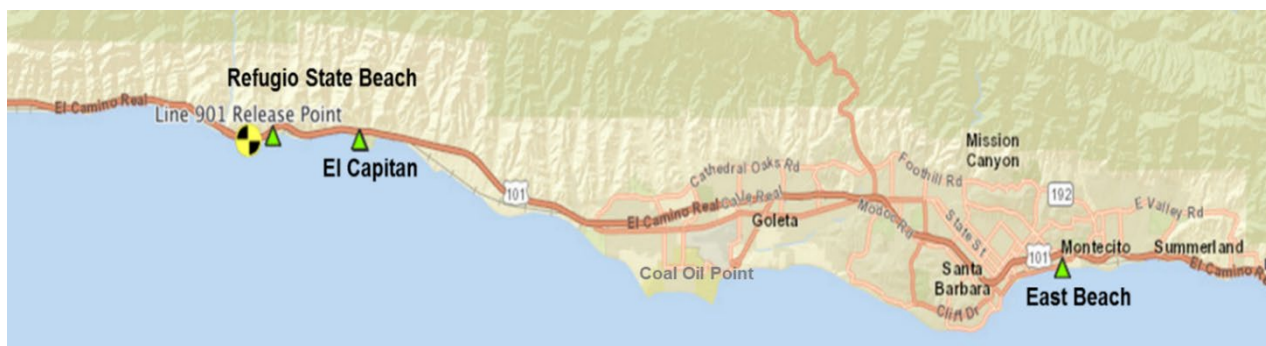 Refugio State Beach
El Camino Real
Line 901 Release Point
El Capitan
Mission
Canyon
Cathedral Oaks Rd
Foothill Rd
101
192
El Camino Real
Calle Real
E Valley Rd
Goleta
Modoc Rd
State St
Montecito
Summerland
101
Coal Oil Point
Santa
Barbara
El Camino Re
East Beach
Cliff Dr